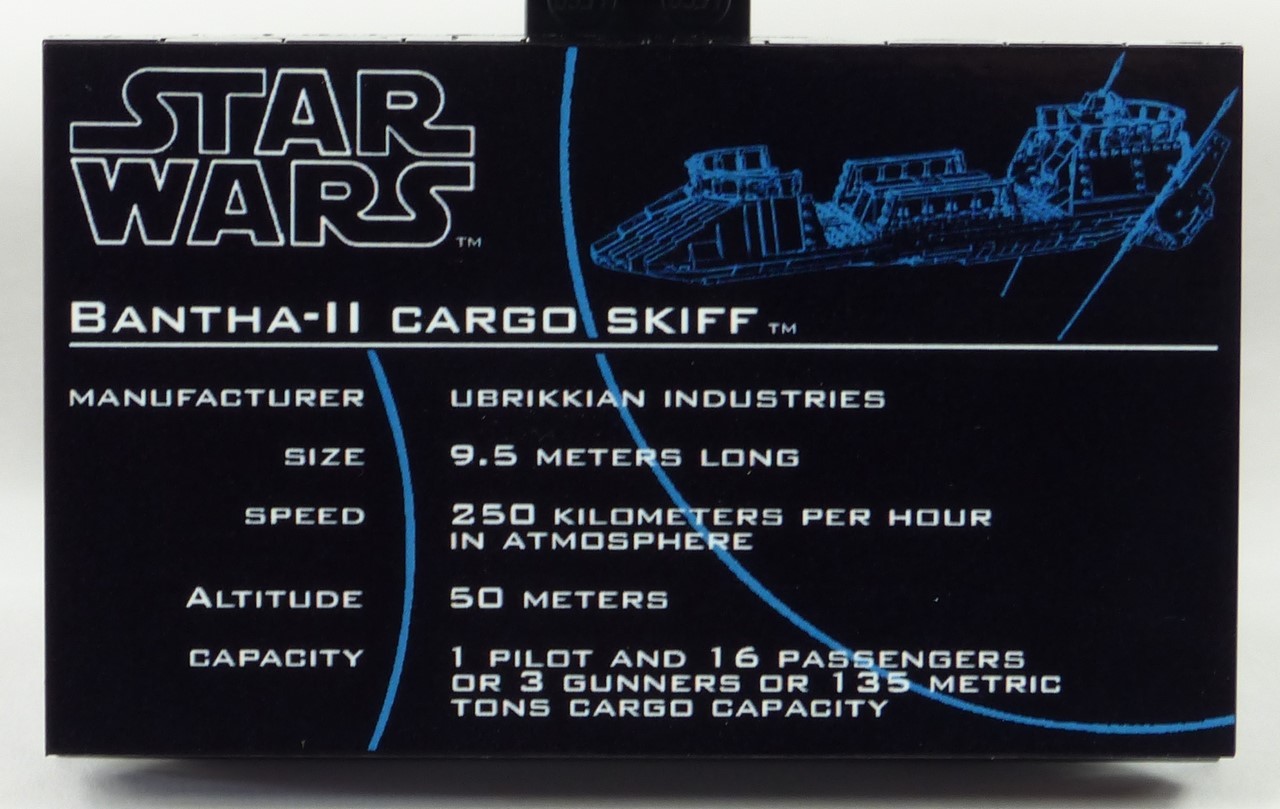 STAR
WARS™
BANTHA-II CARGO SKIFF™
MANUFACTURER UBRIKKIAN INDUSTRIES
SIZE 9.5 METERS LONG
SPEED 250 KILOMETERS PER HOUR
IN ATMOSPHERE
ALTITUDE 50 METERS
CAPACITY 1 PILOT AND 16 PASSENGERS
OR 3 GUNNERS OR 135 METRIC
TONS CARGO CAPACITY